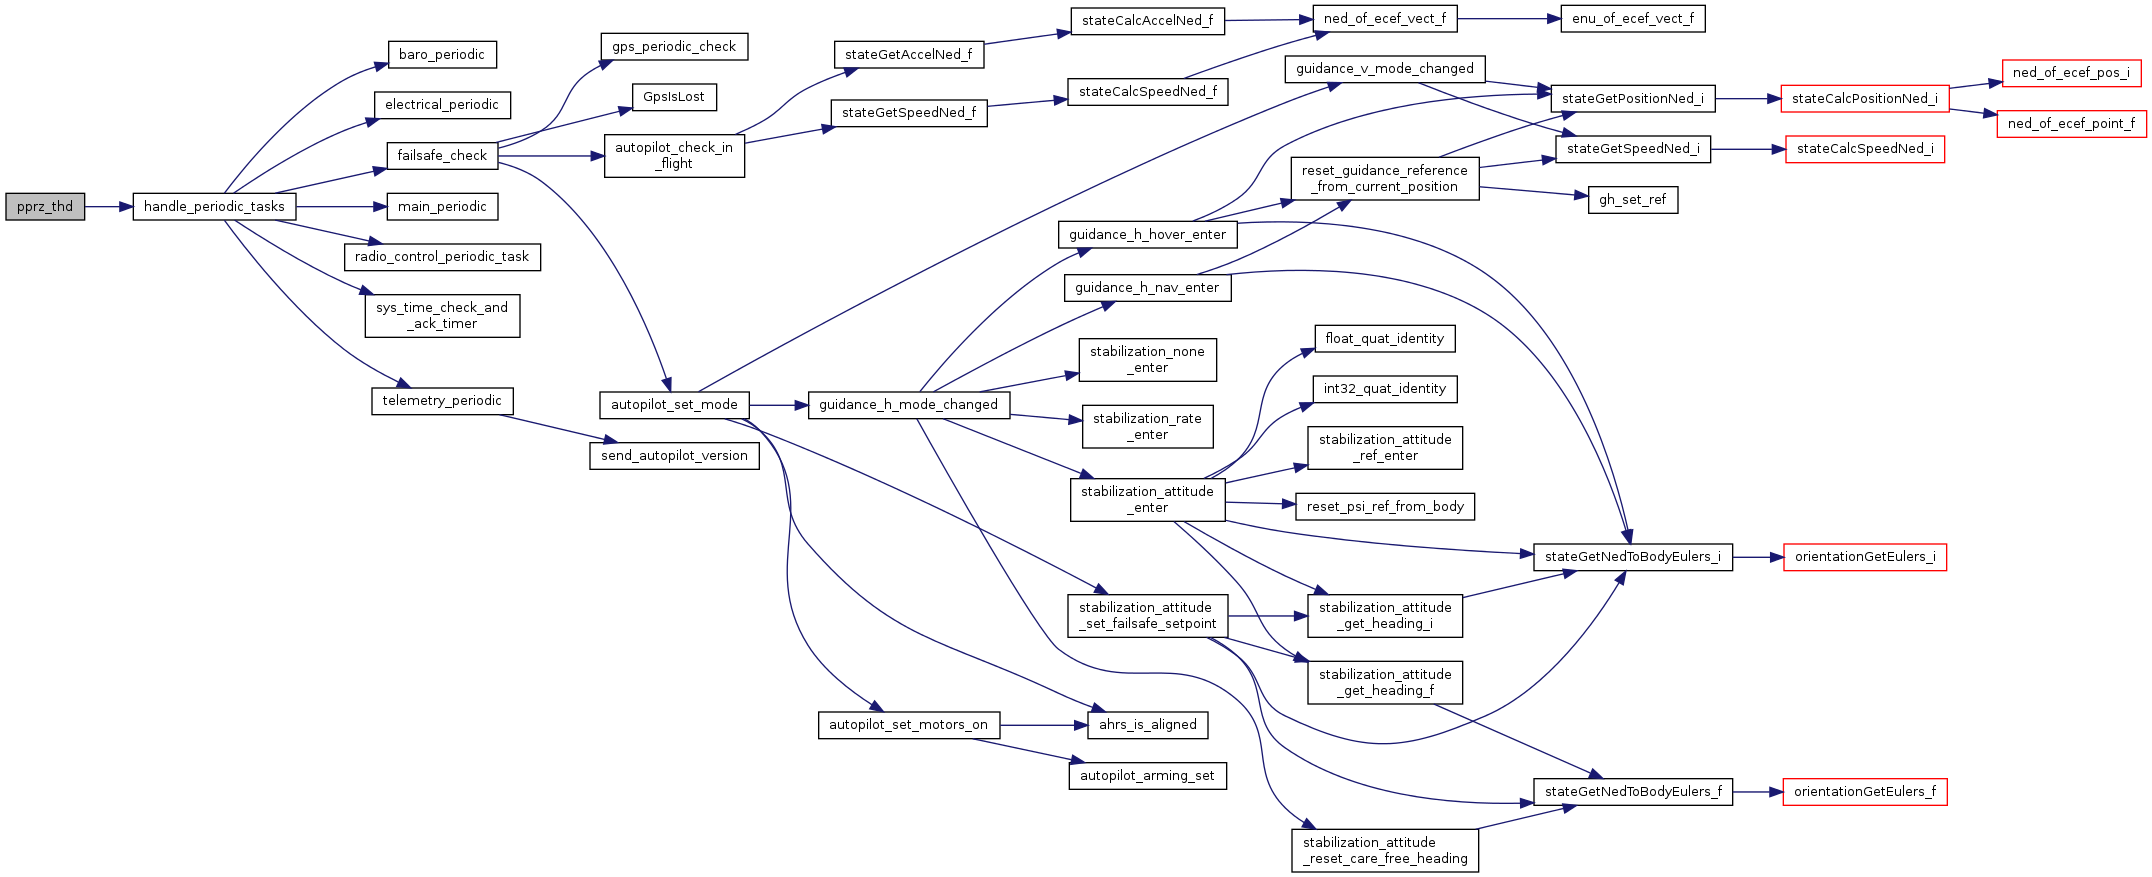 pprz_thd
handle_periodic_tasks
baro_periodic
electrical_periodic
failsafe_check
main_periodic
radio_control_periodic_task
sys_time_check_and
_ack_timer
telemetry_periodic
gps_periodic_check
GpsIsLost
autopilot_check_in
_flight
autopilot_set_mode
send_autopilot_version
stateGetAccelNed_f
stateGetSpeedNed_f
guidance_h_mode_changed
autopilot_set_motors_on
stateCalcAccelNed_f
stateCalcSpeedNed_f
guidance_h_hover_enter
guidance_h_nav_enter
stabilization_none
_enter
stabilization_rate
_enter
stabilization_attitude
_enter
stabilization_attitude
_set_failsafe_setpoint
ahrs_is_aligned
autopilot_arming_set
ned_of_ecef_vect_f
guidance_v_mode_changed
reset_guidance_reference
_from_current_position
float_quat_identity
int32_quat_identity
stabilization_attitude
_ref_enter
reset_psi_ref_from_body
stabilization_attitude
_get_heading_i
stabilization_attitude
_get_heading_f
stabilization_attitude
_reset_care_free_heading
enu_of_ecef_vect_f
stateGetPositionNed_i
stateGetSpeedNed_i
gh_set_ref
stateGetNedToBodyEulers_i
stateGetNedToBodyEulers_f
stateCalcPositionNed_i
stateCalcSpeedNed_i
orientationGetEulers_i
orientationGetEulers_f
ned_of_ecef_pos_i
ned_of_ecef_point_f